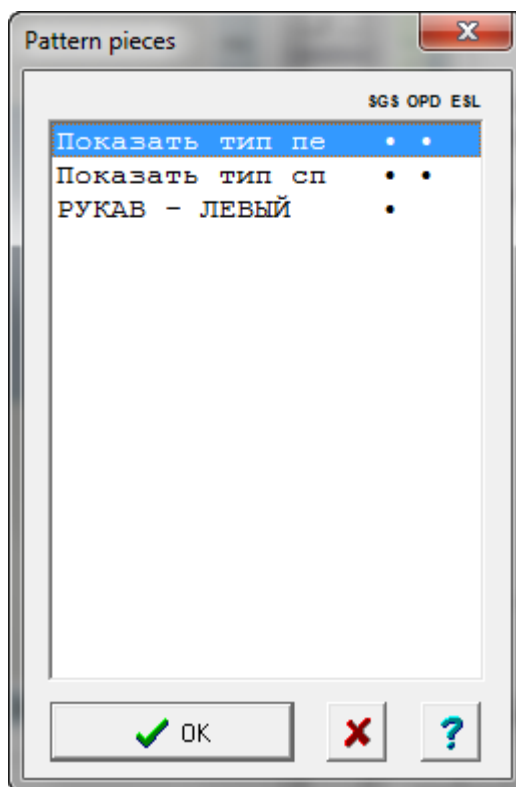 Pattern pieces
SGS OPD ESL
Показать тип пе • •
Показать тип сп • •
РУКАВ - ЛЕВЫЙ •
OK